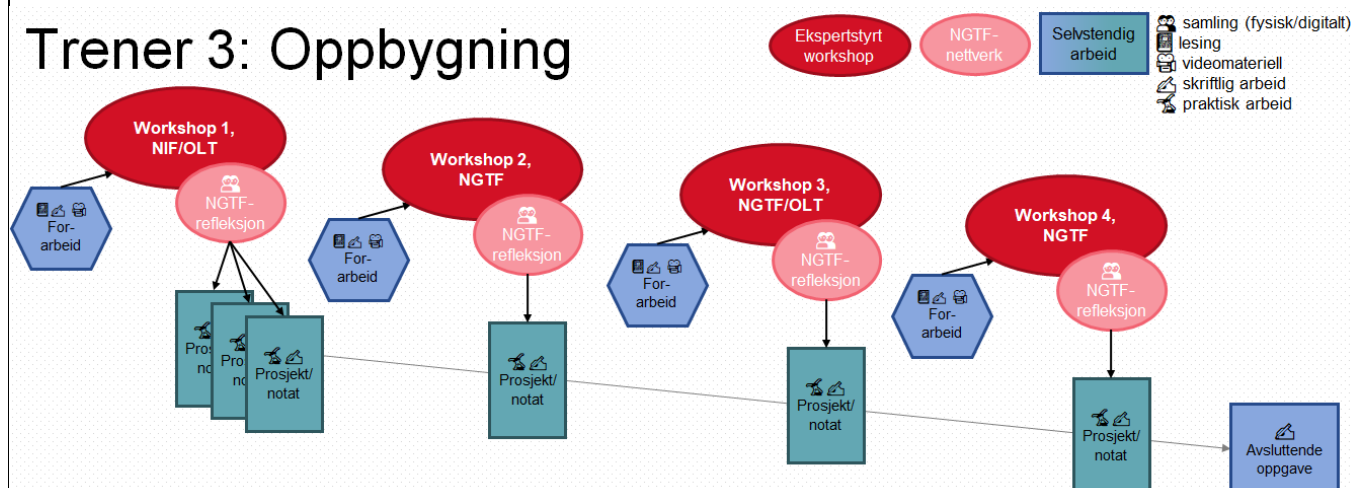 Trener 3: Oppbygning
Ekspertstyrt
workshop
NGTF-
nettverk
Selvstendig
arbeid
samling (fysisk/digitalt)
lesing
videomateriell
skriftlig arbeid
praktisk arbeid
Workshop 1,
NIF/OLT
NGTF-
refleksjon
For-
arbeid
Pros
no
Prosjekt/
notat
Workshop 2,
NGTF
NGTF-
refleksjon
For-
arbeid
Prosjekt/
notat
Workshop 3,
NGTF/OLT
NGTF-
refleksjon
For-
arbeid
Prosjekt/
notat
Workshop 4,
NGTF
NGTF-
refleksjon
For-
arbeid
Prosjekt/
notat
Avsluttende
oppgave